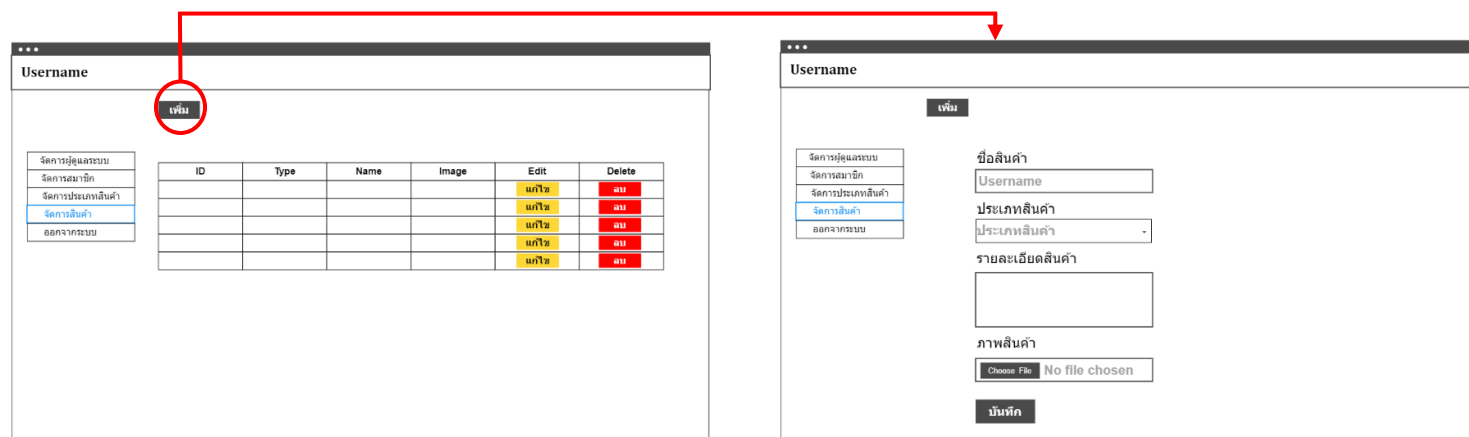 Username
เพิ่ม
จัดการผู้ดูแลระบบ
จัดการสมาชิก
จัดการประเภทสินค้า
จัดการสินค้า
ออกจากระบบ
ID Type Name Image Edit Delete
แก้ไข ลบ
แก้ไข ลบ
แก้ไข ลบ
แก้ไข ลบ
แก้ไข ลบ
Username
เพิ่ม
จัดการผู้ดูแลระบบ
จัดการสมาชิก
จัดการประเภทสินค้า
จัดการสินค้า
ออกจากระบบ
ชื่อสินค้า
Username
ประเภทสินค้า
ประเภทสินค้า
รายละเอียดสินค้า
ภาพสินค้า
Choose File No file chosen
บันทึก